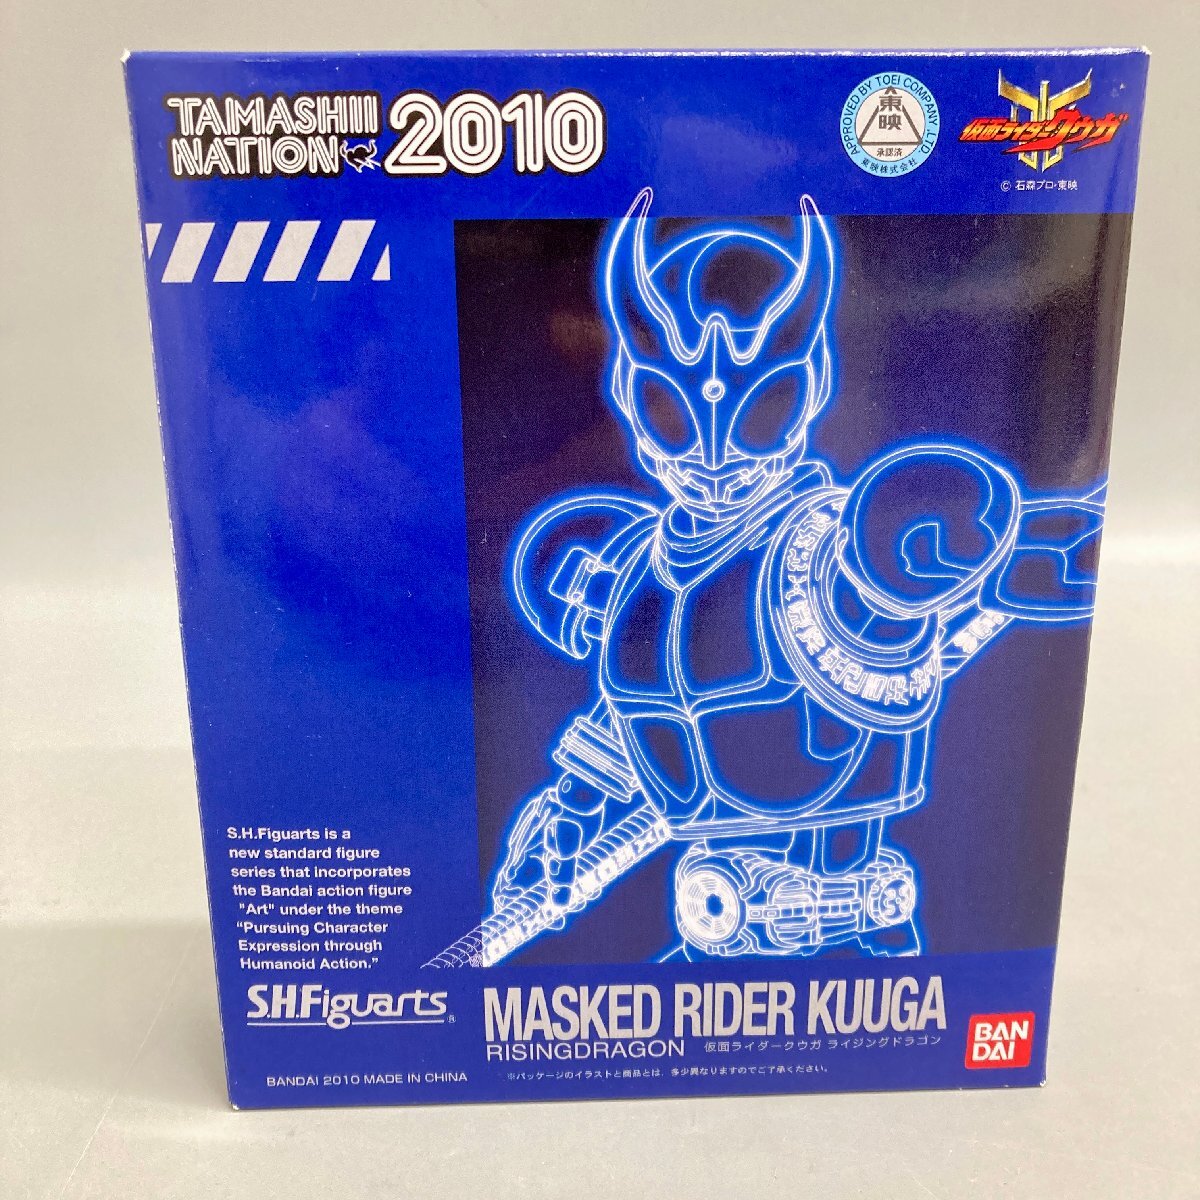 TAMASHII
NATION 2010
APPROVED BY TOEI COMPANY, LTD.
東映
承認済
東映株式会社
仮面ライダークウガ
© 石森プロ・東映
S.H.Figuarts is a
new standard figure
series that incorporates
the Bandai action figure
"Art" under the theme
"Pursuing Character
Expression through
Humanoid Action."
S.H.Figuarts®
MASKED RIDER KUUGA
RISINGDRAGON 仮面ライダークウガ ライジングドラゴン
BAN
DAI
BANDAI 2010 MADE IN CHINA
※パッケージのイラストと商品とは、多少異なりますのでご了承ください。